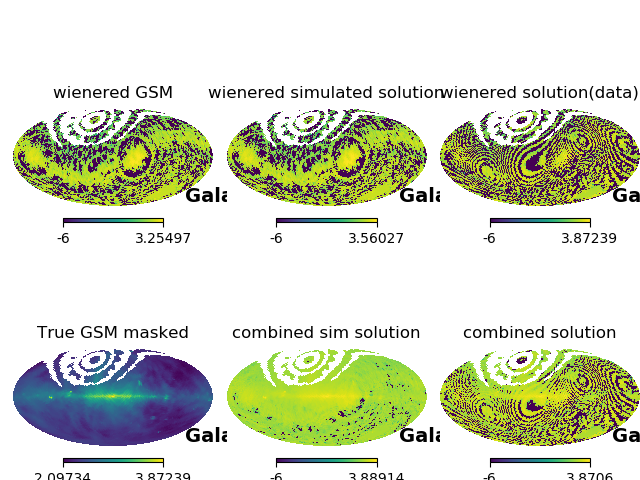 wienered GSM
wienered simulated solution
wienered solution(data)
Gala
Gala
Ga
-6 3.25497
-6 3.56027
-6 3.87239
True GSM masked
combined sim solution
combined solution
Gala
Gala
Ga
2.09734 3.87239
-6 3.88914
-6 3.8706